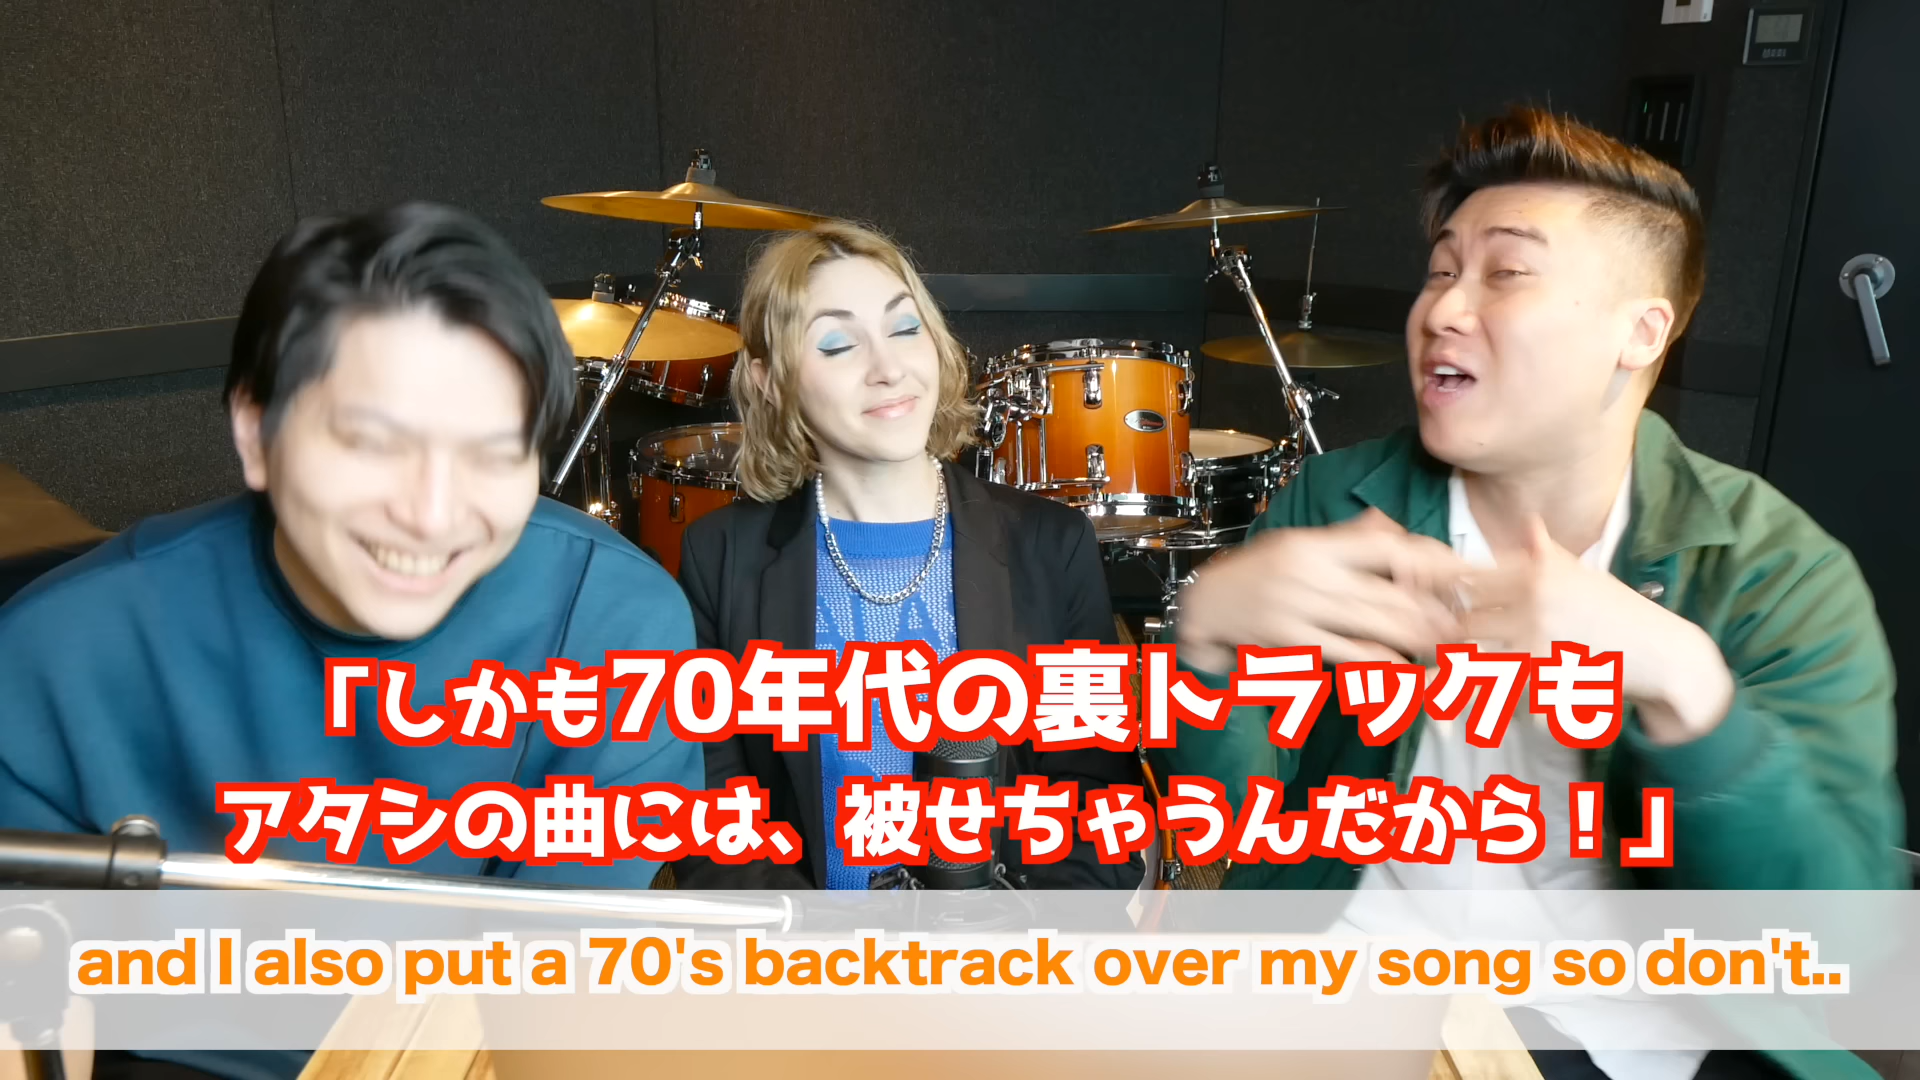 「しかも70年代の裏トラックも
アタシの曲には、被せちゃうんだから！」
and I also put a 70's backtrack over my song so don't..